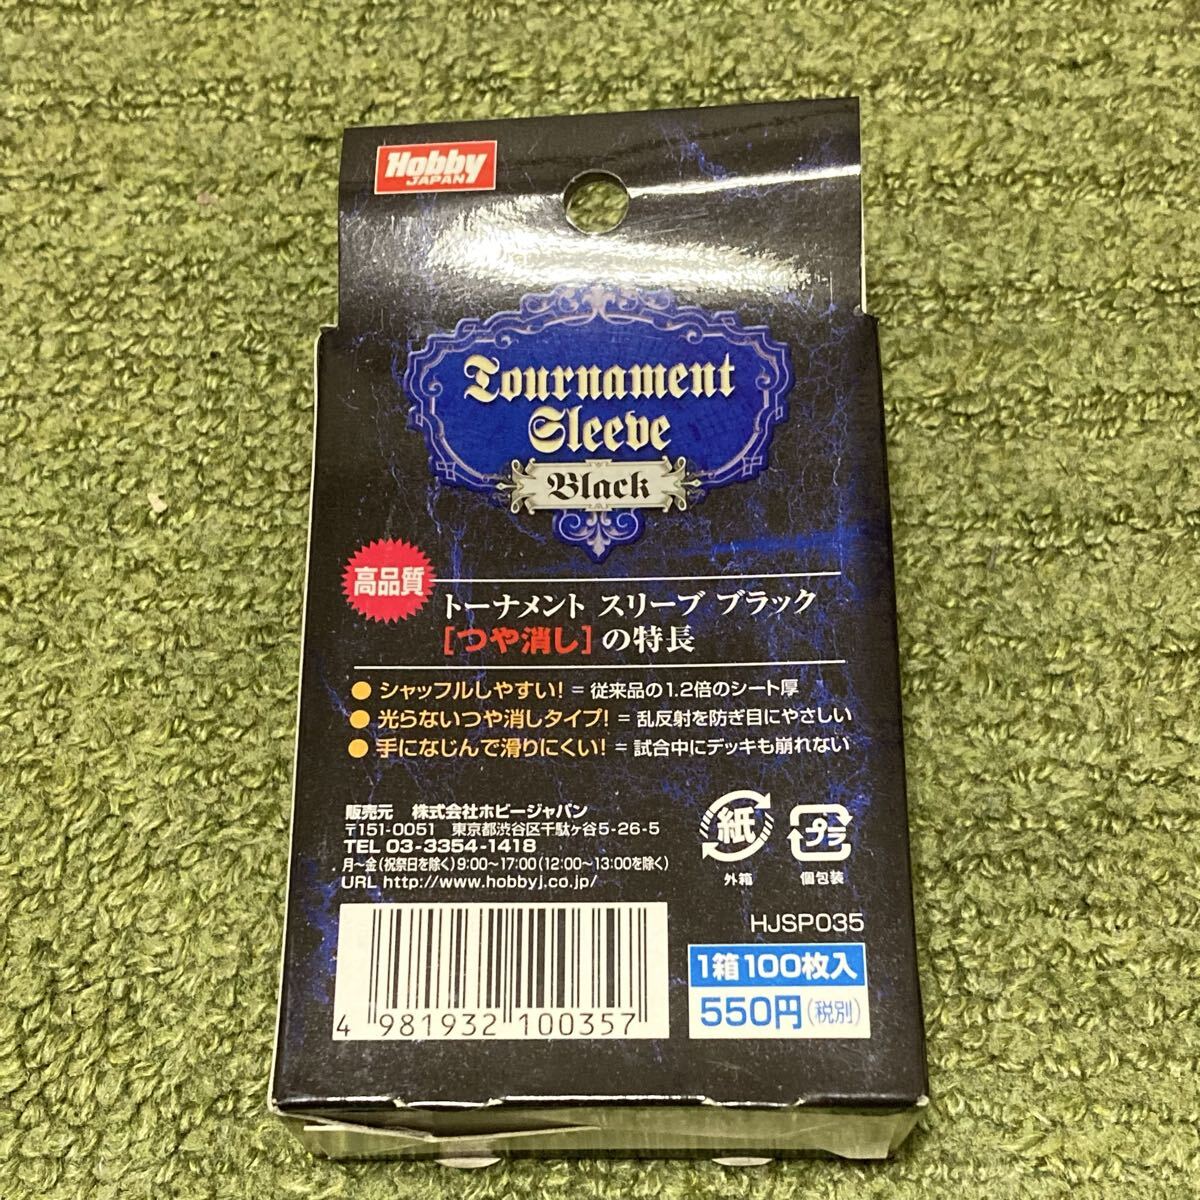 Hobby
JAPAN
Tournament
Sleeve
Black
高品質
トーナメント スリーブ ブラック
[つや消し]の特長
● シャッフルしやすい! = 従来品の1.2倍のシート厚
● 光らないつや消しタイプ! = 乱反射を防ぎ目にやさしい
● 手になじんで滑りにくい! = 試合中にデッキも崩れない
販売元 株式会社ホビージャパン
〒151-0051 東京都渋谷区千駄ヶ谷5-26-5
TEL 03-3354-1418
月~金(祝祭日を除く)9:00~17:00(12:00~13:00を除く)
URL http://www.hobbyj.co.jp/
紙
外箱
プラ
個包装
HJSP035
1箱100枚入
550円(税別)
4 981932 100357